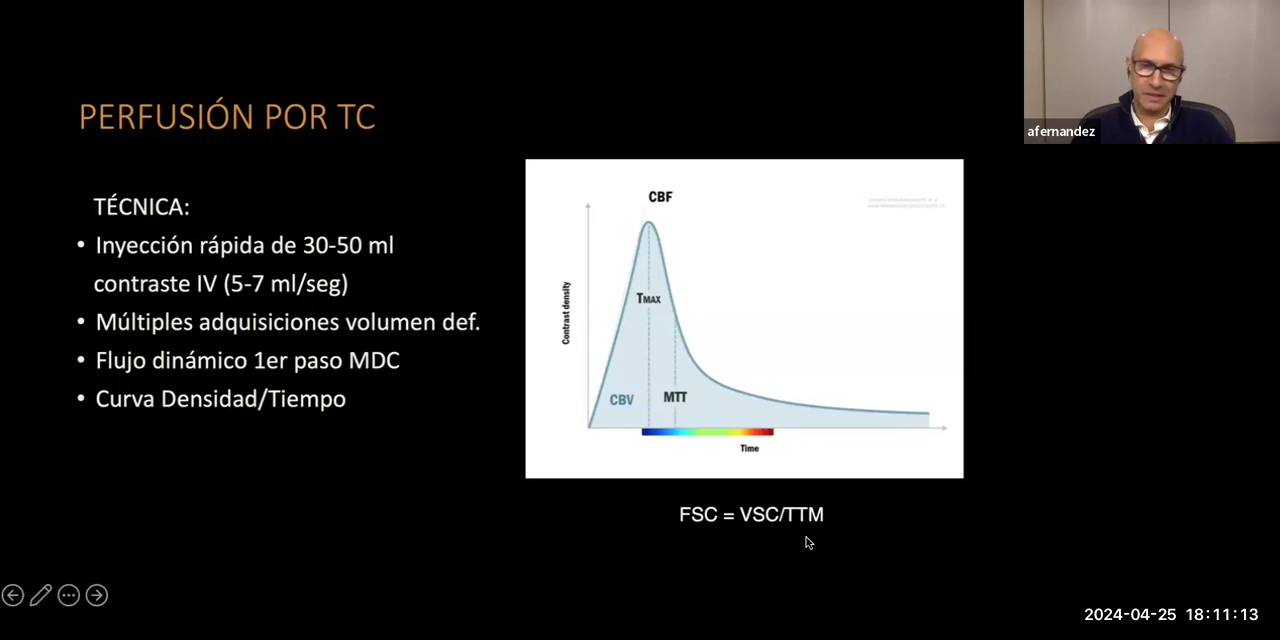 afernandez
PERFUSIÓN POR TC
TÉCNICA:
• Inyección rápida de 30-50 ml
contraste IV (5-7 ml/seg)
• Múltiples adquisiciones volumen def.
• Flujo dinámico 1er paso MDC
• Curva Densidad/Tiempo
CBF
Contrast density
TMAX
CBV
MTT
Time
FSC = VSC/TTM
2024-04-25 18:11:13